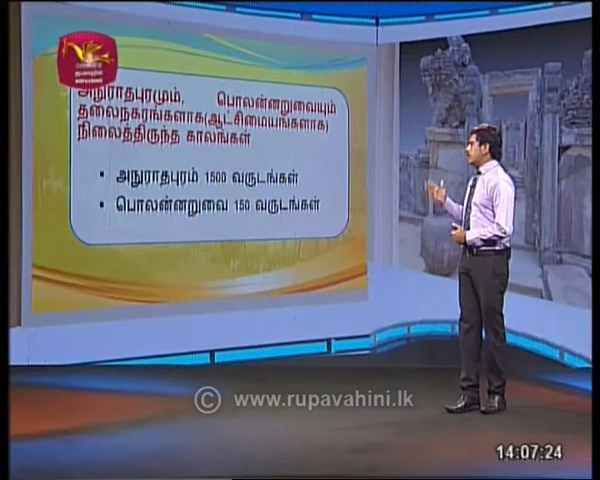 அநுராதபுரமும், பொலன்னறுவையும்
தலைநகரங்களாக(ஆட்சிமையங்களாக)
நிலைத்திருந்த காலங்கள்
▪ அநுராதபுரம் 1500 வருடங்கள்
▪ பொலன்னறுவை 150 வருடங்கள்
© www.rupavahini.lk
14:07:24